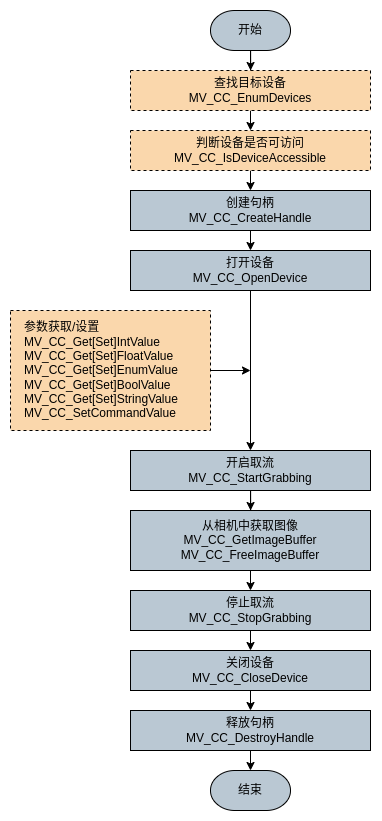 开始
查找目标设备
MV_CC_EnumDevices
判断设备是否可访问
MV_CC_IsDeviceAccessible
创建句柄
MV_CC_CreateHandle
打开设备
MV_CC_OpenDevice
参数获取/设置
MV_CC_Get[Set]IntValue
MV_CC_Get[Set]FloatValue
MV_CC_Get[Set]EnumValue
MV_CC_Get[Set]BoolValue
MV_CC_Get[Set]StringValue
MV_CC_SetCommandValue
开启取流
MV_CC_StartGrabbing
从相机中获取图像
MV_CC_GetImageBuffer
MV_CC_FreeImageBuffer
停止取流
MV_CC_StopGrabbing
关闭设备
MV_CC_CloseDevice
释放句柄
MV_CC_DestroyHandle
结束